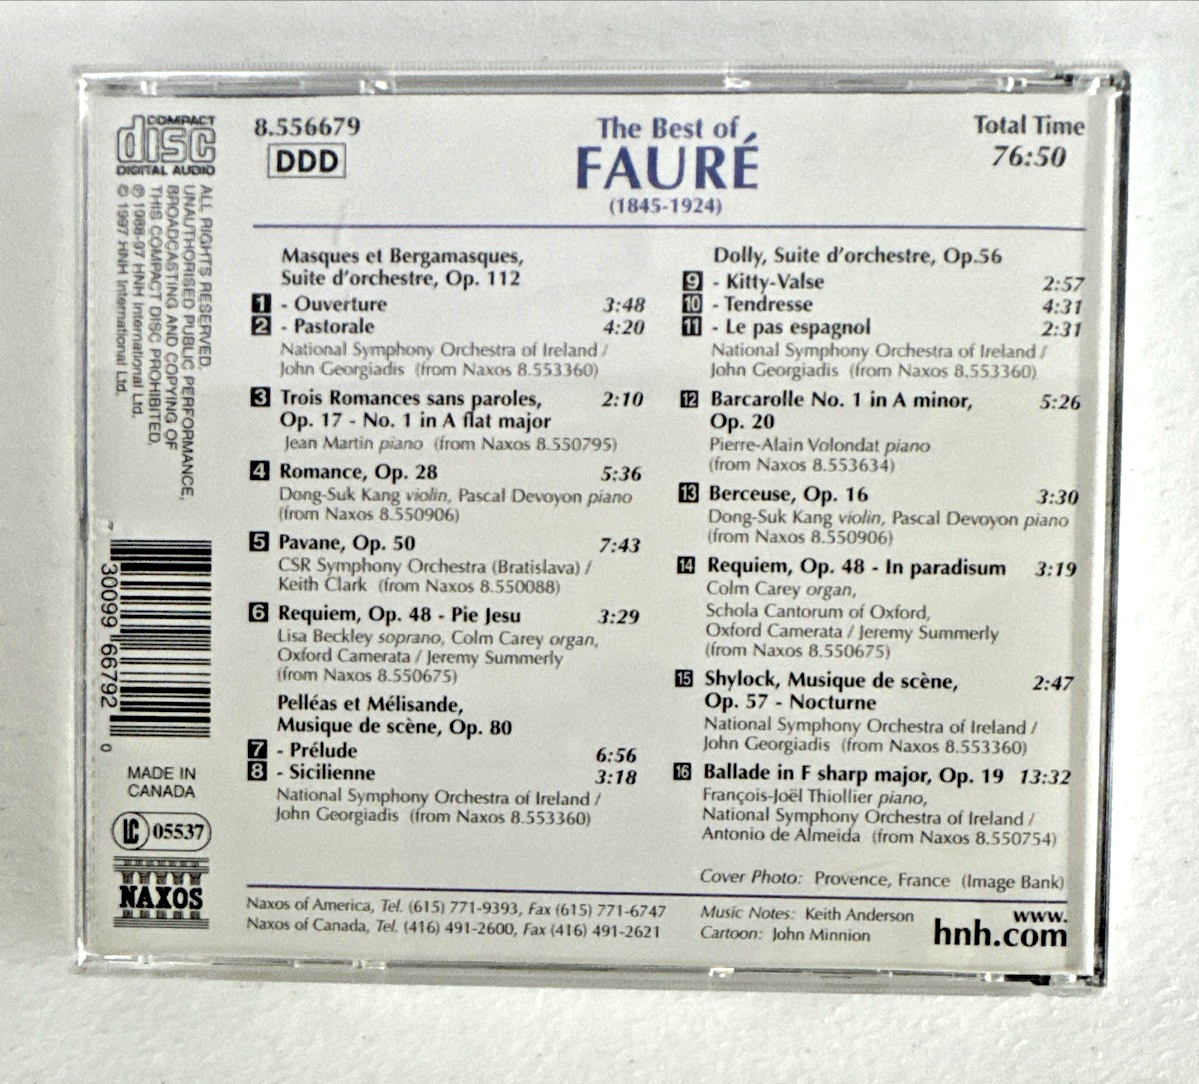 COMPACT
disc
DIGITAL AUDIO
ALL RIGHTS RESERVED.
UNAUTHORISED PUBLIC PERFORMANCE,
BROADCASTING AND COPYING OF
THIS COMPACT DISC PROHIBITED.
℗ 1988-97 HNH International Ltd.
© 1997 HNH International Ltd.
7 30099 66792 0
MADE IN
CANADA
LC 05537
NAXOS
8.556679
DDD
The Best of
FAURÉ
(1845-1924)
Total Time
76:50
Masques et Bergamasques,
Suite d'orchestre, Op. 112
1 - Ouverture 3:48
2 - Pastorale 4:20
National Symphony Orchestra of Ireland /
John Georgiadis (from Naxos 8.553360)
3 Trois Romances sans paroles, 2:10
Op. 17 - No. 1 in A flat major
Jean Martin piano (from Naxos 8.550795)
4 Romance, Op. 28 5:36
Dong-Suk Kang violin, Pascal Devoyon piano
(from Naxos 8.550906)
5 Pavane, Op. 50 7:43
CSR Symphony Orchestra (Bratislava) /
Keith Clark (from Naxos 8.550088)
6 Requiem, Op. 48 - Pie Jesu 3:29
Lisa Beckley soprano, Colm Carey organ,
Oxford Camerata / Jeremy Summerly
(from Naxos 8.550675)
Pelléas et Mélisande,
Musique de scène, Op. 80
7 - Prélude 6:56
8 - Sicilienne 3:18
National Symphony Orchestra of Ireland /
John Georgiadis (from Naxos 8.553360)
Dolly, Suite d'orchestre, Op.56
9 - Kitty-Valse 2:57
10 - Tendresse 4:31
11 - Le pas espagnol 2:31
National Symphony Orchestra of Ireland /
John Georgiadis (from Naxos 8.553360)
12 Barcarolle No. 1 in A minor, 5:26
Op. 20
Pierre-Alain Volondat piano
(from Naxos 8.553634)
13 Berceuse, Op. 16 3:30
Dong-Suk Kang violin, Pascal Devoyon piano
(from Naxos 8.550906)
14 Requiem, Op. 48 - In paradisum 3:19
Colm Carey organ,
Schola Cantorum of Oxford,
Oxford Camerata / Jeremy Summerly
(from Naxos 8.550675)
15 Shylock, Musique de scène, 2:47
Op. 57 - Nocturne
National Symphony Orchestra of Ireland /
John Georgiadis (from Naxos 8.553360)
16 Ballade in F sharp major, Op. 19 13:32
François-Joël Thiollier piano,
National Symphony Orchestra of Ireland /
Antonio de Almeida (from Naxos 8.550754)
Cover Photo: Provence, France (Image Bank)
Naxos of America, Tel. (615) 771-9393, Fax (615) 771-6747
Naxos of Canada, Tel. (416) 491-2600, Fax (416) 491-2621
Music Notes: Keith Anderson
Cartoon: John Minnion
www.
hnh.com